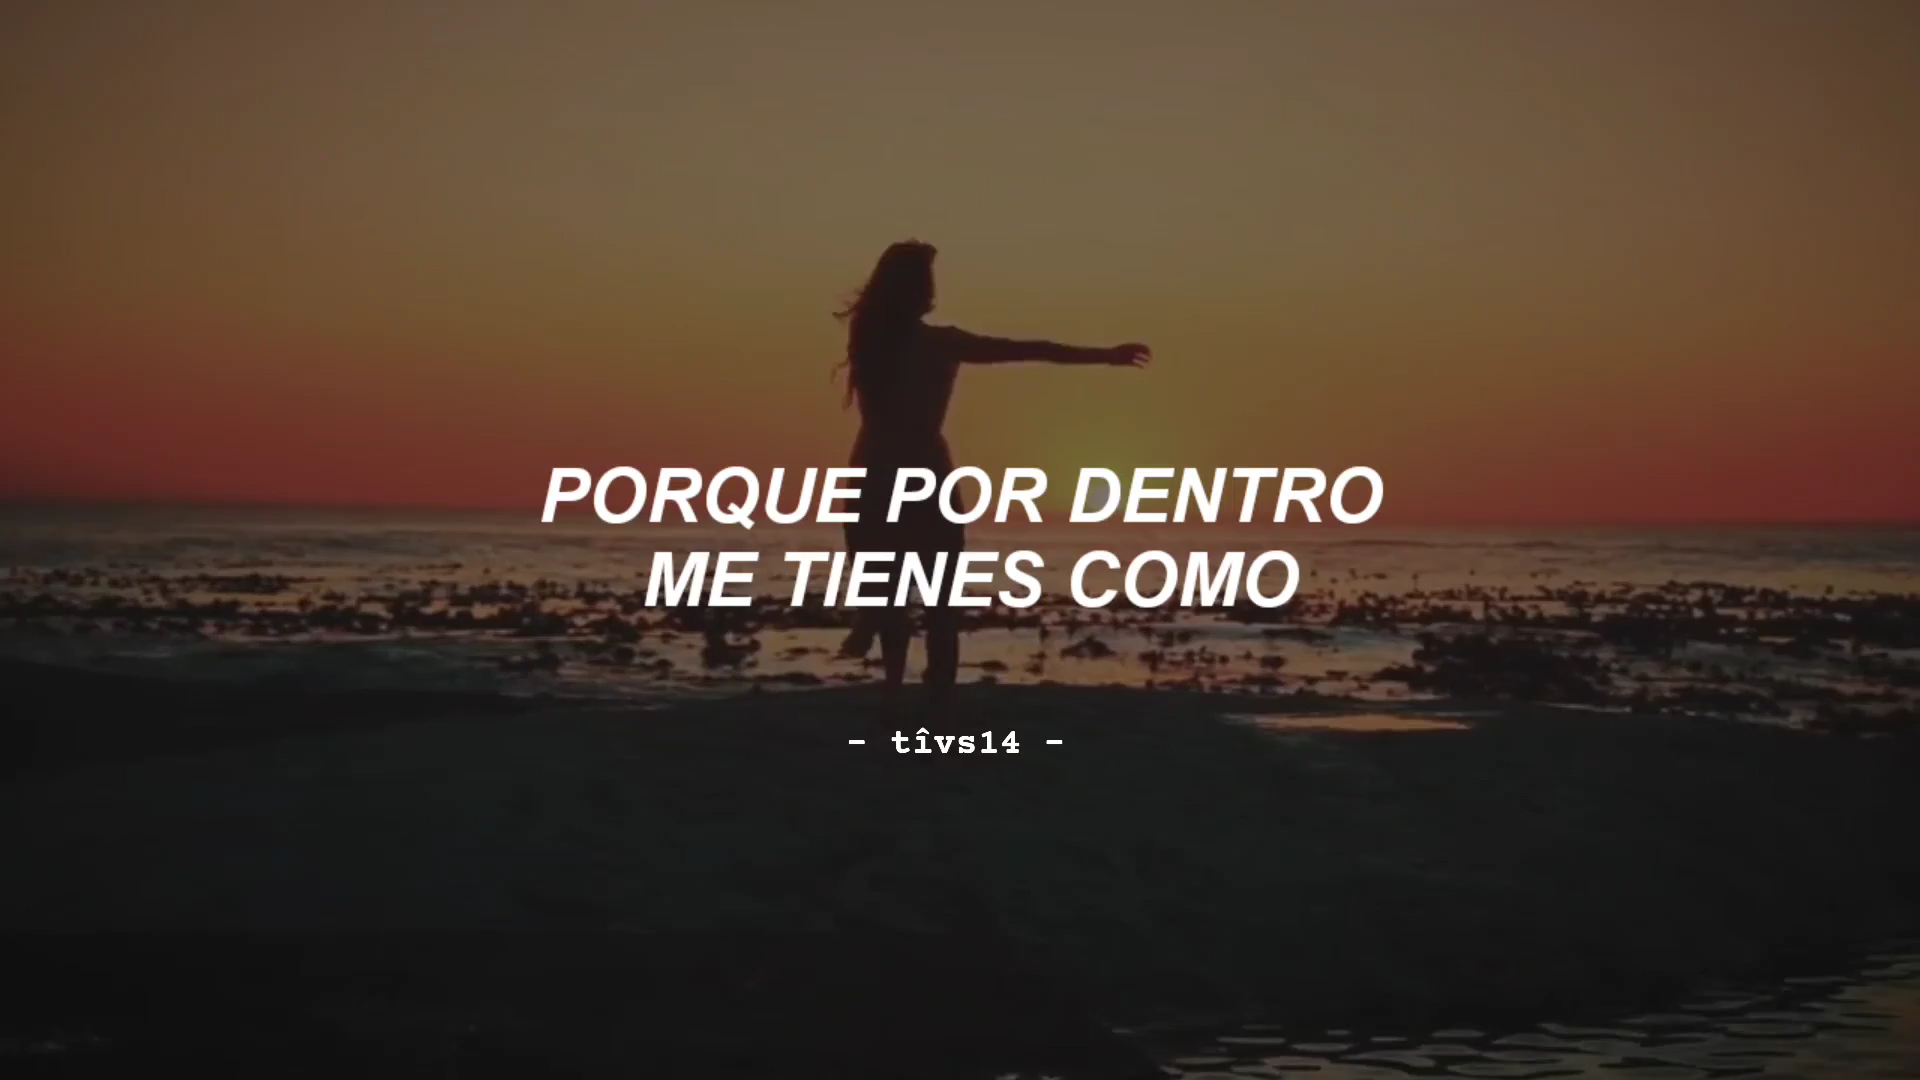 PORQUE POR DENTRO
ME TIENES COMO
- tîvs14 -